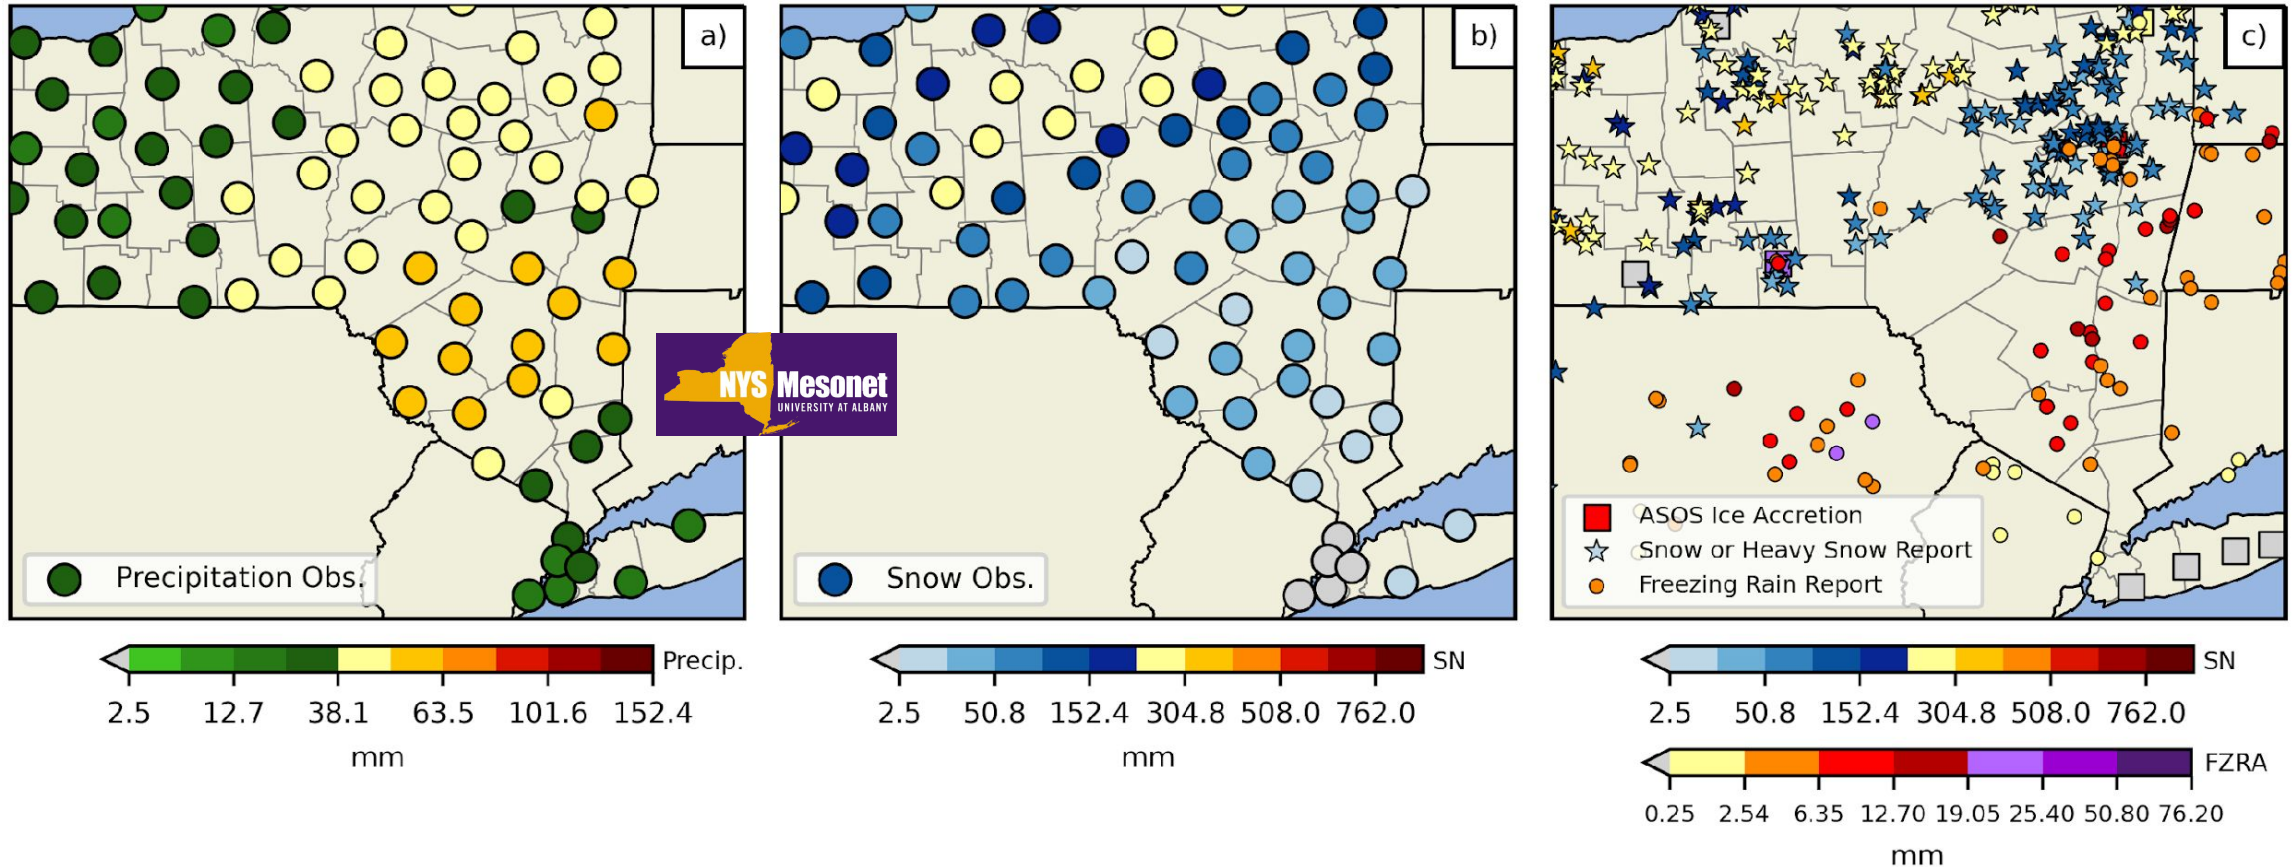 a)
b)
c)
NYS Mesonet
UNIVERSITY AT ALBANY
Precipitation Obs.
Snow Obs.
ASOS Ice Accretion
Snow or Heavy Snow Report
Freezing Rain Report
Precip.
2.5 12.7 38.1 63.5 101.6 152.4
mm
SN
2.5 50.8 152.4 304.8 508.0 762.0
mm
SN
2.5 50.8 152.4 304.8 508.0 762.0
FZRA
0.25 2.54 6.35 12.70 19.05 25.40 50.80 76.20
mm